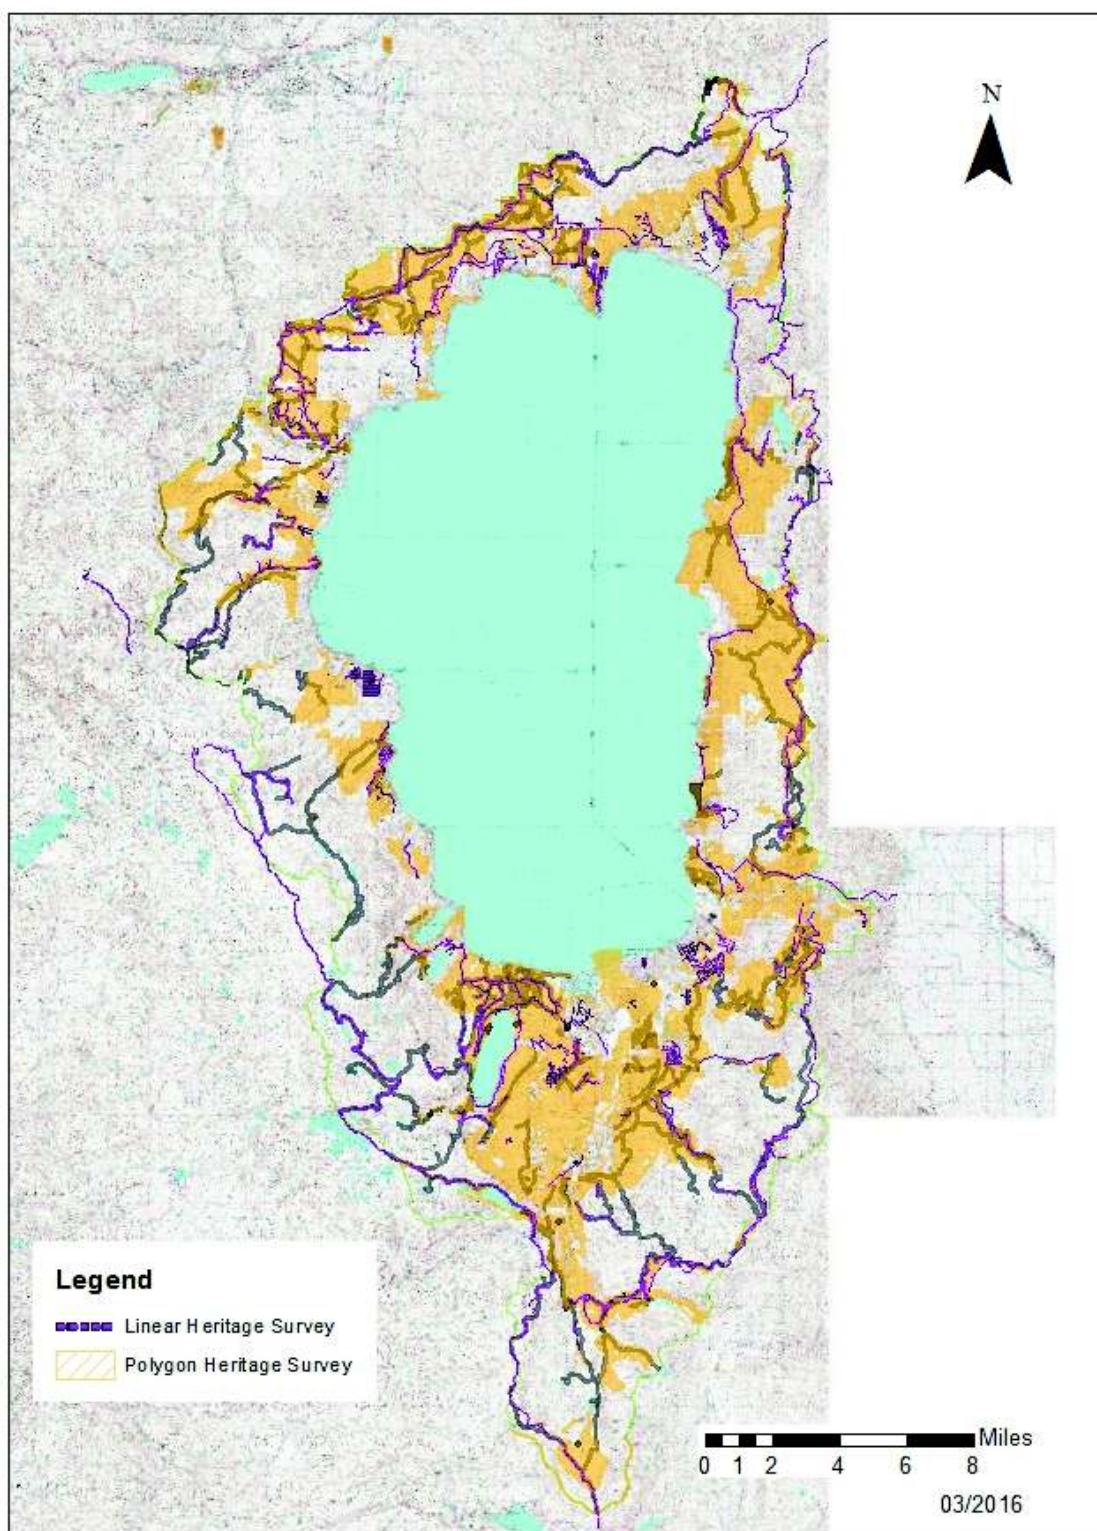 N
Legend
Linear Heritage Survey
Polygon Heritage Survey
Miles
0 1 2 4 6 8
03/2016